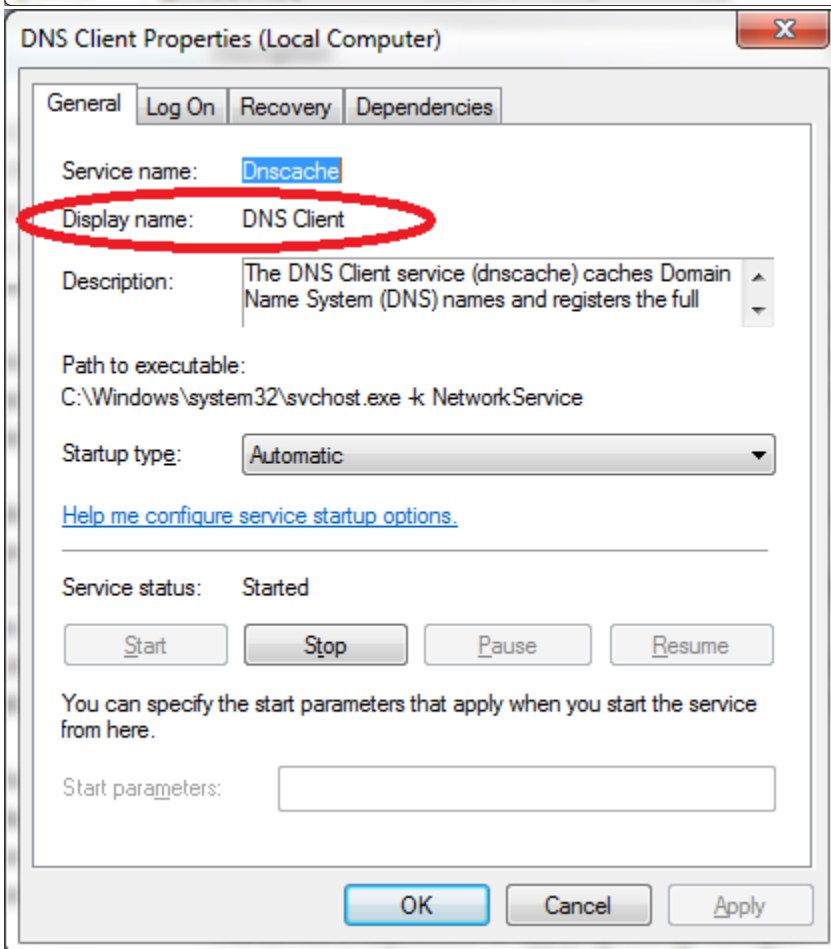 DNS Client Properties (Local Computer)
General Log On Recovery Dependencies
Service name: Dnscache
Display name: DNS Client
Description: The DNS Client service (dnscache) caches Domain
Name System (DNS) names and registers the full
Path to executable:
C:\Windows\system32\svchost.exe -k NetworkService
Startup type: Automatic
Help me configure service startup options.
Service status: Started
Start Stop Pause Resume
You can specify the start parameters that apply when you start the service
from here.
Start parameters:
OK Cancel Apply